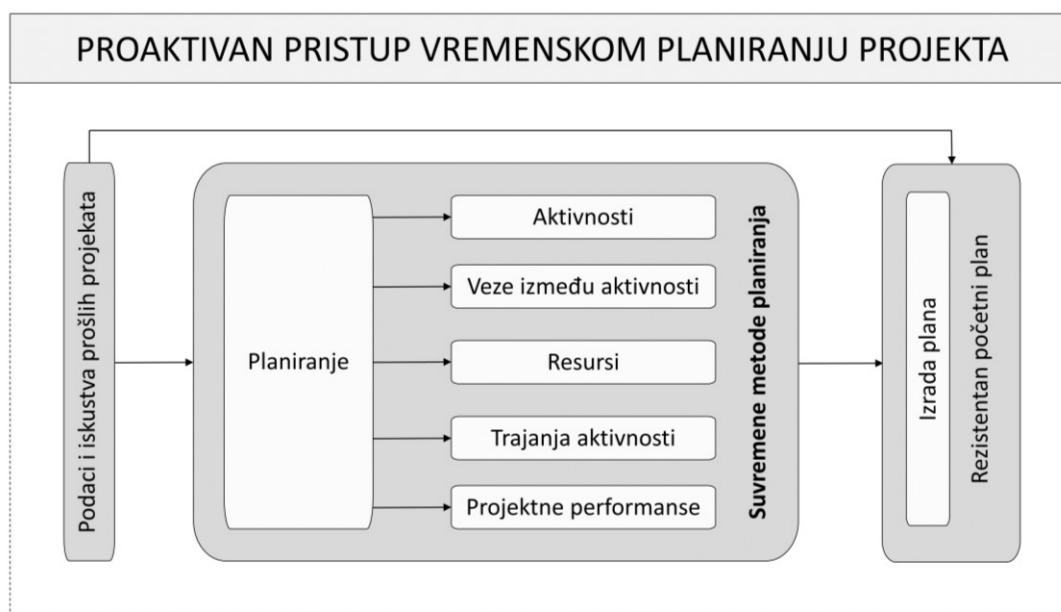 PROAKTIVAN PRISTUP VREMENSKOM PLANIRANJU PROJEKTA
Podaci i iskustva prošlih projekata
Planiranje
Aktivnosti
Veze između aktivnosti
Resursi
Trajanja aktivnosti
Projektne performanse
Suvremene metode planiranja
Izrada plana
Rezistentan početni plan